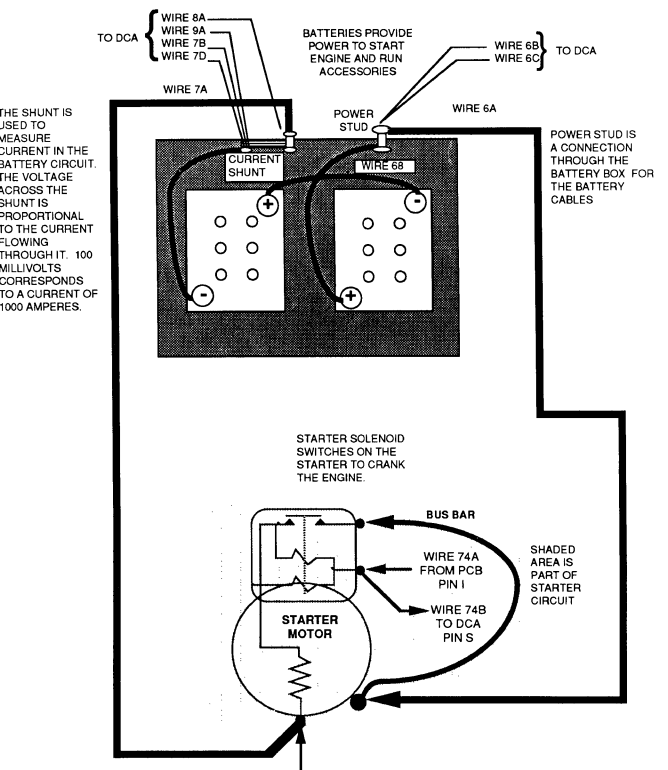 TO DCA
WIRE 8A
WIRE 9A
WIRE 7B
WIRE 7D
WIRE 7A
BATTERIES PROVIDE
POWER TO START
ENGINE AND RUN
ACCESSORIES
WIRE 6B
WIRE 6C
TO DCA
POWER
STUD
WIRE 6A
THE SHUNT IS
USED TO
MEASURE
CURRENT IN THE
BATTERY CIRCUIT.
THE VOLTAGE
ACROSS THE
SHUNT IS
PROPORTIONAL
TO THE CURRENT
FLOWING
THROUGH IT. 100
MILLIVOLTS
CORRESPONDS
TO A CURRENT OF
1000 AMPERES.
POWER STUD IS
A CONNECTION
THROUGH THE
BATTERY BOX FOR
THE BATTERY
CABLES
CURRENT
SHUNT
WIRE 68
+
-
-
+
STARTER SOLENOID
SWITCHES ON THE
STARTER TO CRANK
THE ENGINE.
BUS BAR
WIRE 74A
FROM PCB
PIN I
WIRE 74B
TO DCA
PIN S
SHADED
AREA IS
PART OF
STARTER
CIRCUIT
STARTER
MOTOR